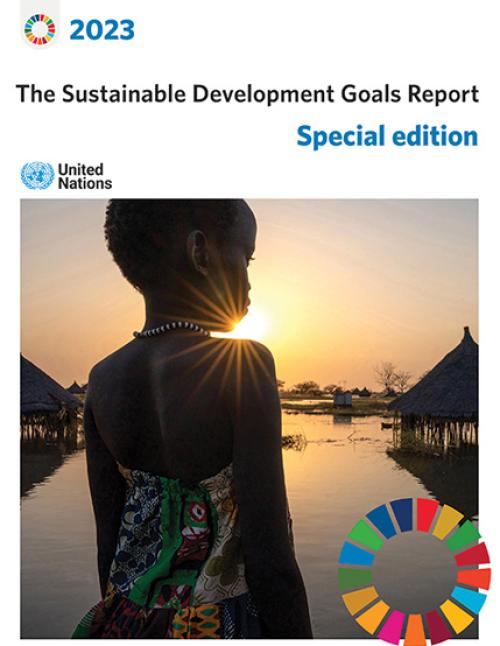 2023
The Sustainable Development Goals Report
Special edition
United
Nations